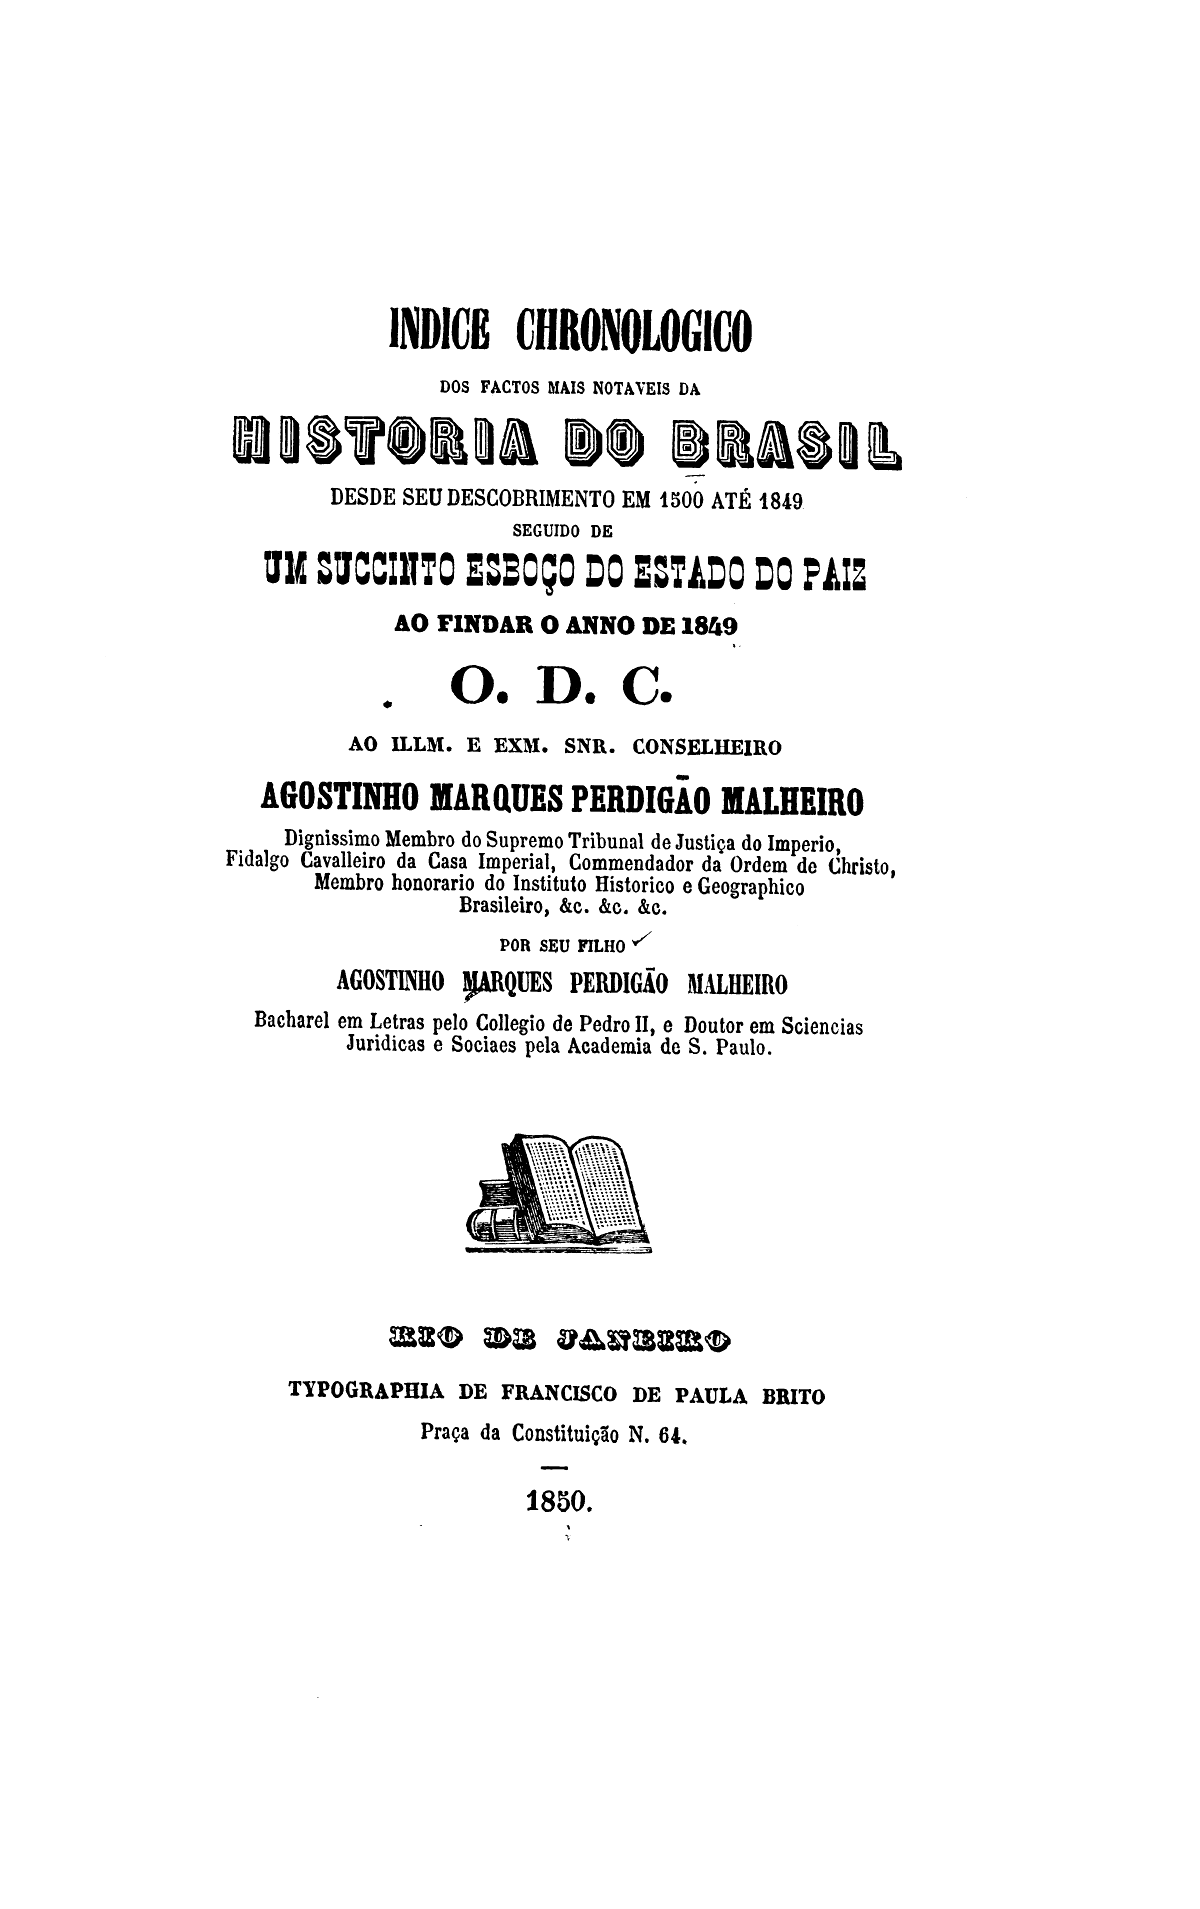 INDICE CHRONOLOGICO
DOS FACTOS MAIS NOTAVEIS DA
HISTORIA DO BRASIL
DESDE SEU DESCOBRIMENTO EM 1500 ATÉ 1849
SEGUIDO DE
UM SUCCINTO ESBOÇO DO ESTADO DO PAIZ
AO FINDAR O ANNO DE 1849
O. D. C.
AO ILLM. E EXM. SNR. CONSELHEIRO
AGOSTINHO MARQUES PERDIGÃO MALHEIRO
Dignissimo Membro do Supremo Tribunal de Justiça do Imperio,
Fidalgo Cavalleiro da Casa Imperial, Commendador da Ordem de Christo,
Membro honorario do Instituto Historico e Geographico
Brasileiro, &c. &c. &c.
POR SEU FILHO
AGOSTINHO MARQUES PERDIGÃO MALHEIRO
Bacharel em Letras pelo Collegio de Pedro II, e Doutor em Sciencias
Juridicas e Sociaes pela Academia de S. Paulo.
RIO DE JANEIRO
TYPOGRAPHIA DE FRANCISCO DE PAULA BRITO
Praça da Constituição N. 64.
1850.